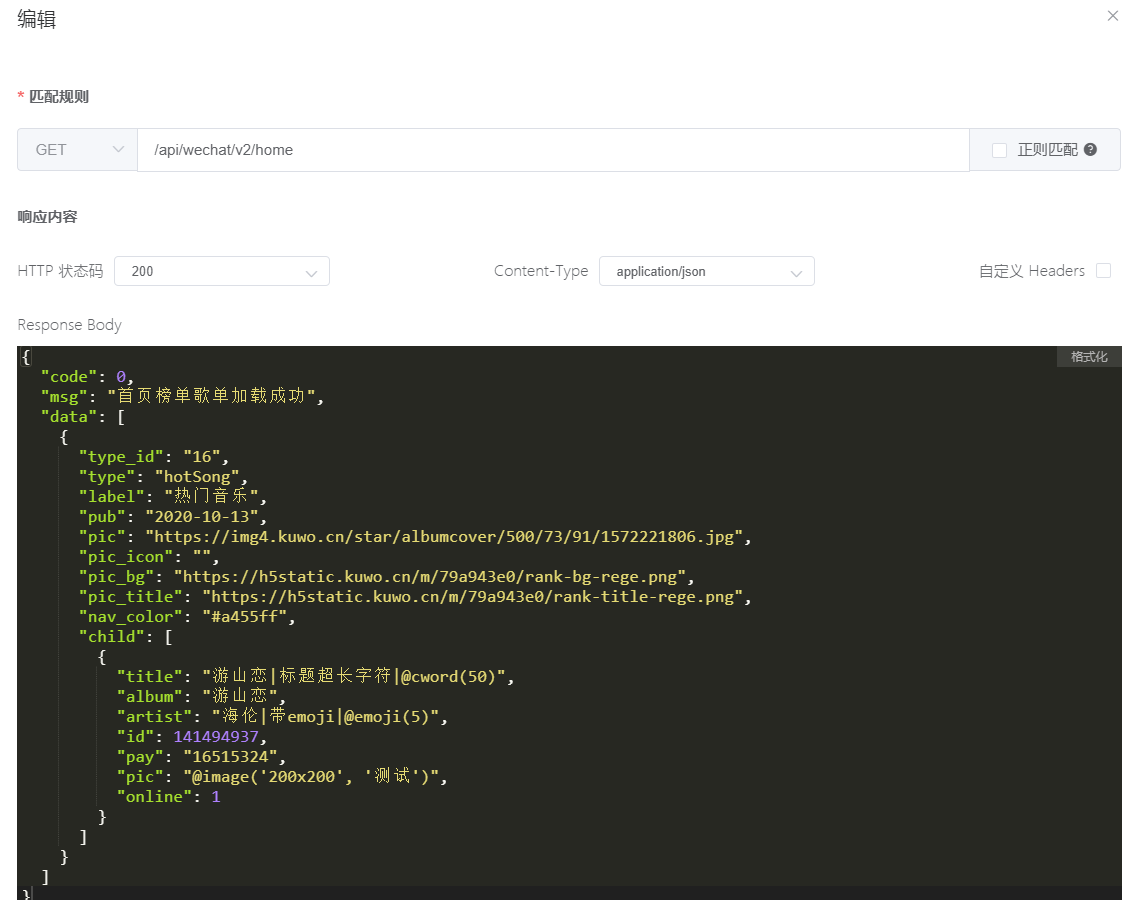 编辑
* 匹配规则
GET /api/wechat/v2/home 正则匹配
响应内容
HTTP 状态码 200 Content-Type application/json 自定义 Headers
Response Body
格式化
{
"code": 0,
"msg": "首页榜单歌单加载成功",
"data": [
{
"type_id": "16",
"type": "hotSong",
"label": "热门音乐",
"pub": "2020-10-13",
"pic": "https://img4.kuwo.cn/star/albumcover/500/73/91/1572221806.jpg",
"pic_icon": "",
"pic_bg": "https://h5static.kuwo.cn/m/79a943e0/rank-bg-rege.png",
"pic_title": "https://h5static.kuwo.cn/m/79a943e0/rank-title-rege.png",
"nav_color": "#a455ff",
"child": [
{
"title": "游山恋|标题超长字符|@cword(50)",
"album": "游山恋",
"artist": "海伦|带emoji|@emoji(5)",
"id": 141494937,
"pay": "16515324",
"pic": "@image('200x200', '测试')",
"online": 1
}
]
}
]
}